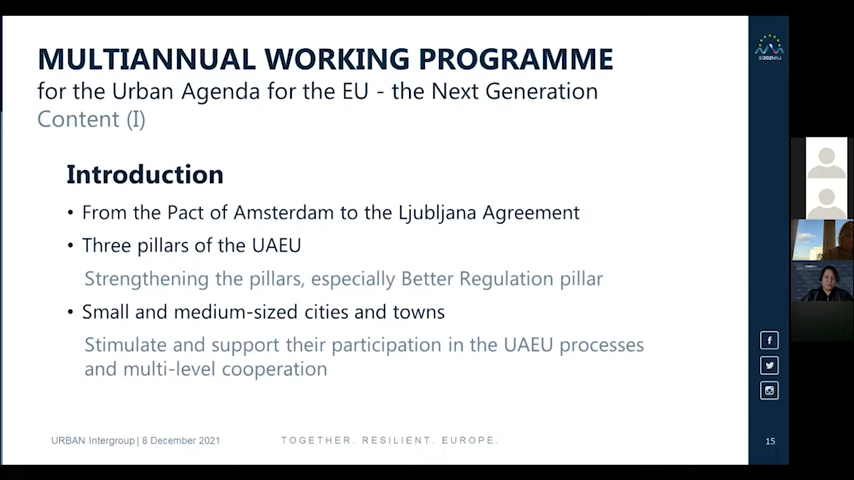 MULTIANNUAL WORKING PROGRAMME
for the Urban Agenda for the EU - the Next Generation
Content (I)
Introduction
• From the Pact of Amsterdam to the Ljubljana Agreement
• Three pillars of the UAEU
Strengthening the pillars, especially Better Regulation pillar
• Small and medium-sized cities and towns
Stimulate and support their participation in the UAEU processes
and multi-level cooperation
URBAN Intergroup | 8 December 2021
TOGETHER. RESILIENT. EUROPE.
15